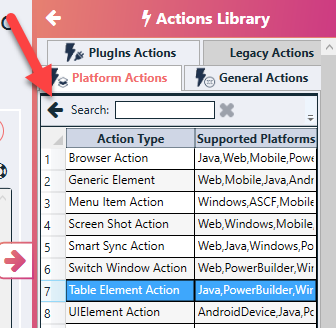 Actions Library
PlugIns Actions Legacy Actions
Platform Actions General Actions
Search:
Action Type Supported Platforms
1 Browser Action Java,Web,Mobile,Powe
2 Generic Element Web,Mobile,Java,Andr
3 Menu Item Action Windows,ASCF,Mobile
4 Screen Shot Action Web,Windows,Mobile
5 Smart Sync Action Web,Java,Windows,Po
6 Switch Window Action Web,PowerBuilder,Win
7 Table Element Action Java,PowerBuilder,Win
8 UIElement Action AndroidDevice,Java,Po